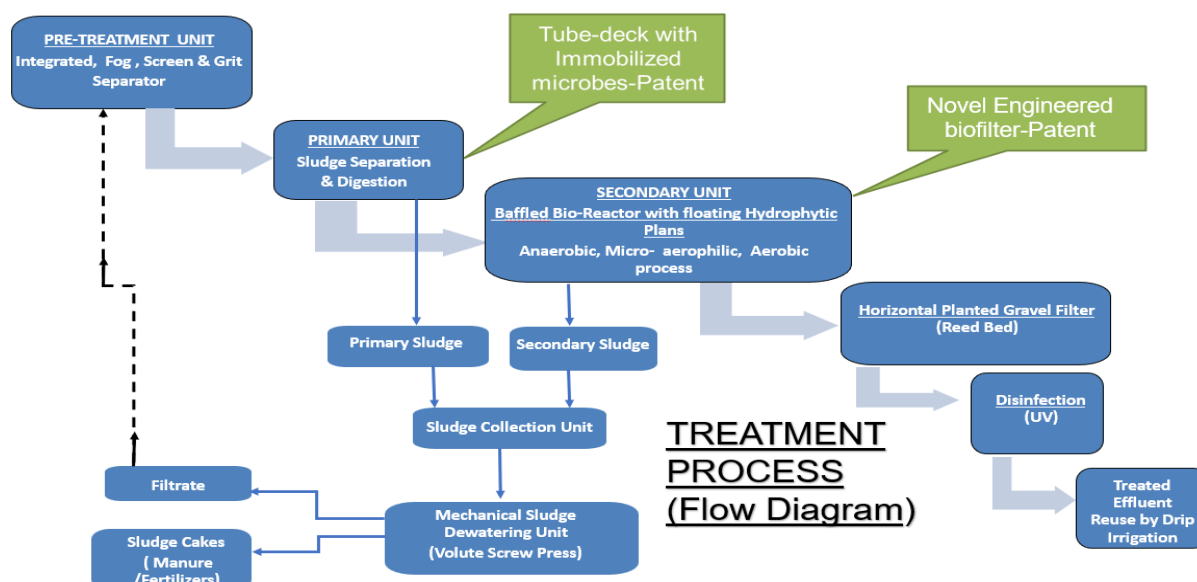 PRE-TREATMENT UNIT
Integrated, Fog , Screen & Grit
Separator
Tube-deck with
Immobilized
microbes-Patent
Novel Engineered
biofilter-Patent
PRIMARY UNIT
Sludge Separation
& Digestion
SECONDARY UNIT
Baffled Bio-Reactor with floating Hydrophytic
Plans
Anaerobic, Micro- aerophilic, Aerobic
process
Horizontal Planted Gravel Filter
(Reed Bed)
Primary Sludge
Secondary Sludge
Disinfection
(UV)
Sludge Collection Unit
TREATMENT
PROCESS
(Flow Diagram)
Filtrate
Treated
Effluent
Reuse by Drip
Irrigation
Mechanical Sludge
Dewatering Unit
(Volute Screw Press)
Sludge Cakes
( Manure
/Fertilizers)